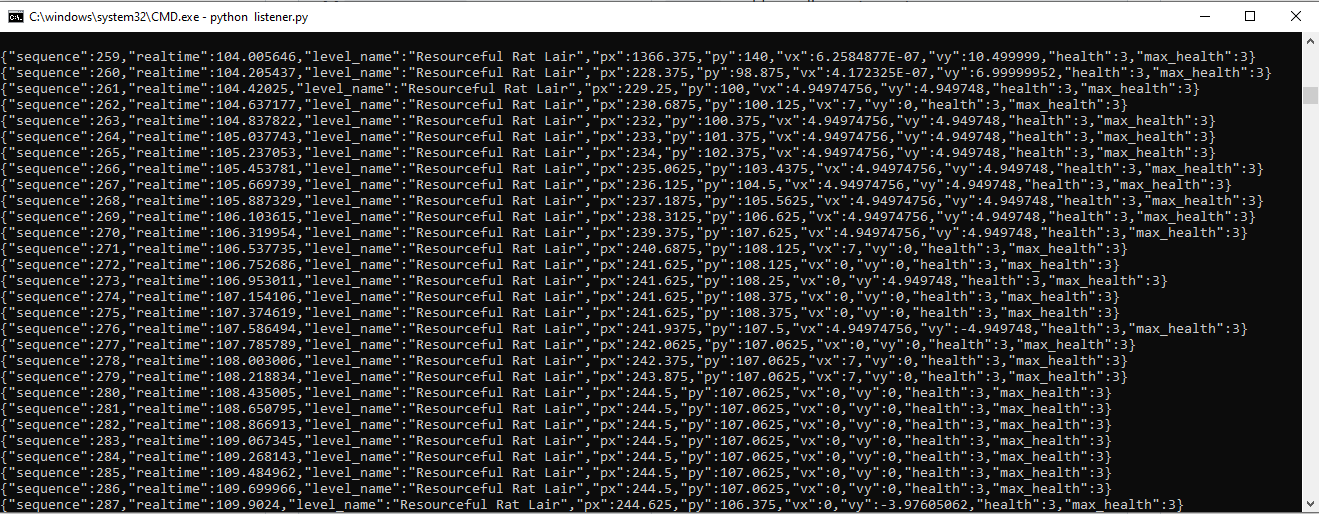 C:\windows\system32\CMD.exe - python  listener.py
{"sequence":259,"realtime":104.005646,"level_name":"Resourceful Rat Lair","px":1366.375,"py":140,"vx":6.2584877E-07,"vy":10.499999,"health":3,"max_health":3}
{"sequence":260,"realtime":104.205437,"level_name":"Resourceful Rat Lair","px":228.375,"py":98.875,"vx":4.172325E-07,"vy":6.99999952,"health":3,"max_health":3}
{"sequence":261,"realtime":104.42025,"level_name":"Resourceful Rat Lair","px":229.25,"py":100,"vx":4.94974756,"vy":4.949748,"health":3,"max_health":3}
{"sequence":262,"realtime":104.637177,"level_name":"Resourceful Rat Lair","px":230.6875,"py":100.125,"vx":7,"vy":0,"health":3,"max_health":3}
{"sequence":263,"realtime":104.837822,"level_name":"Resourceful Rat Lair","px":232,"py":100.375,"vx":4.94974756,"vy":4.949748,"health":3,"max_health":3}
{"sequence":264,"realtime":105.037743,"level_name":"Resourceful Rat Lair","px":233,"py":101.375,"vx":4.94974756,"vy":4.949748,"health":3,"max_health":3}
{"sequence":265,"realtime":105.237053,"level_name":"Resourceful Rat Lair","px":234,"py":102.375,"vx":4.94974756,"vy":4.949748,"health":3,"max_health":3}
{"sequence":266,"realtime":105.453781,"level_name":"Resourceful Rat Lair","px":235.0625,"py":103.4375,"vx":4.94974756,"vy":4.949748,"health":3,"max_health":3}
{"sequence":267,"realtime":105.669739,"level_name":"Resourceful Rat Lair","px":236.125,"py":104.5,"vx":4.94974756,"vy":4.949748,"health":3,"max_health":3}
{"sequence":268,"realtime":105.887329,"level_name":"Resourceful Rat Lair","px":237.1875,"py":105.5625,"vx":4.94974756,"vy":4.949748,"health":3,"max_health":3}
{"sequence":269,"realtime":106.103615,"level_name":"Resourceful Rat Lair","px":238.3125,"py":106.625,"vx":4.94974756,"vy":4.949748,"health":3,"max_health":3}
{"sequence":270,"realtime":106.319954,"level_name":"Resourceful Rat Lair","px":239.375,"py":107.625,"vx":4.94974756,"vy":4.949748,"health":3,"max_health":3}
{"sequence":271,"realtime":106.537735,"level_name":"Resourceful Rat Lair","px":240.6875,"py":108.125,"vx":7,"vy":0,"health":3,"max_health":3}
{"sequence":272,"realtime":106.752686,"level_name":"Resourceful Rat Lair","px":241.625,"py":108.125,"vx":0,"vy":0,"health":3,"max_health":3}
{"sequence":273,"realtime":106.953011,"level_name":"Resourceful Rat Lair","px":241.625,"py":108.25,"vx":0,"vy":4.949748,"health":3,"max_health":3}
{"sequence":274,"realtime":107.154106,"level_name":"Resourceful Rat Lair","px":241.625,"py":108.375,"vx":0,"vy":0,"health":3,"max_health":3}
{"sequence":275,"realtime":107.374619,"level_name":"Resourceful Rat Lair","px":241.625,"py":108.375,"vx":0,"vy":0,"health":3,"max_health":3}
{"sequence":276,"realtime":107.586494,"level_name":"Resourceful Rat Lair","px":241.9375,"py":107.5,"vx":4.94974756,"vy":-4.949748,"health":3,"max_health":3}
{"sequence":277,"realtime":107.785789,"level_name":"Resourceful Rat Lair","px":242.0625,"py":107.0625,"vx":0,"vy":0,"health":3,"max_health":3}
{"sequence":278,"realtime":108.003006,"level_name":"Resourceful Rat Lair","px":242.375,"py":107.0625,"vx":7,"vy":0,"health":3,"max_health":3}
{"sequence":279,"realtime":108.218834,"level_name":"Resourceful Rat Lair","px":243.875,"py":107.0625,"vx":7,"vy":0,"health":3,"max_health":3}
{"sequence":280,"realtime":108.435005,"level_name":"Resourceful Rat Lair","px":244.5,"py":107.0625,"vx":0,"vy":0,"health":3,"max_health":3}
{"sequence":281,"realtime":108.650795,"level_name":"Resourceful Rat Lair","px":244.5,"py":107.0625,"vx":0,"vy":0,"health":3,"max_health":3}
{"sequence":282,"realtime":108.866913,"level_name":"Resourceful Rat Lair","px":244.5,"py":107.0625,"vx":0,"vy":0,"health":3,"max_health":3}
{"sequence":283,"realtime":109.067345,"level_name":"Resourceful Rat Lair","px":244.5,"py":107.0625,"vx":0,"vy":0,"health":3,"max_health":3}
{"sequence":284,"realtime":109.268143,"level_name":"Resourceful Rat Lair","px":244.5,"py":107.0625,"vx":0,"vy":0,"health":3,"max_health":3}
{"sequence":285,"realtime":109.484962,"level_name":"Resourceful Rat Lair","px":244.5,"py":107.0625,"vx":0,"vy":0,"health":3,"max_health":3}
{"sequence":286,"realtime":109.699966,"level_name":"Resourceful Rat Lair","px":244.5,"py":107.0625,"vx":0,"vy":0,"health":3,"max_health":3}
{"sequence":287,"realtime":109.9024,"level_name":"Resourceful Rat Lair","px":244.625,"py":106.375,"vx":0,"vy":-3.97605062,"health":3,"max_health":3}